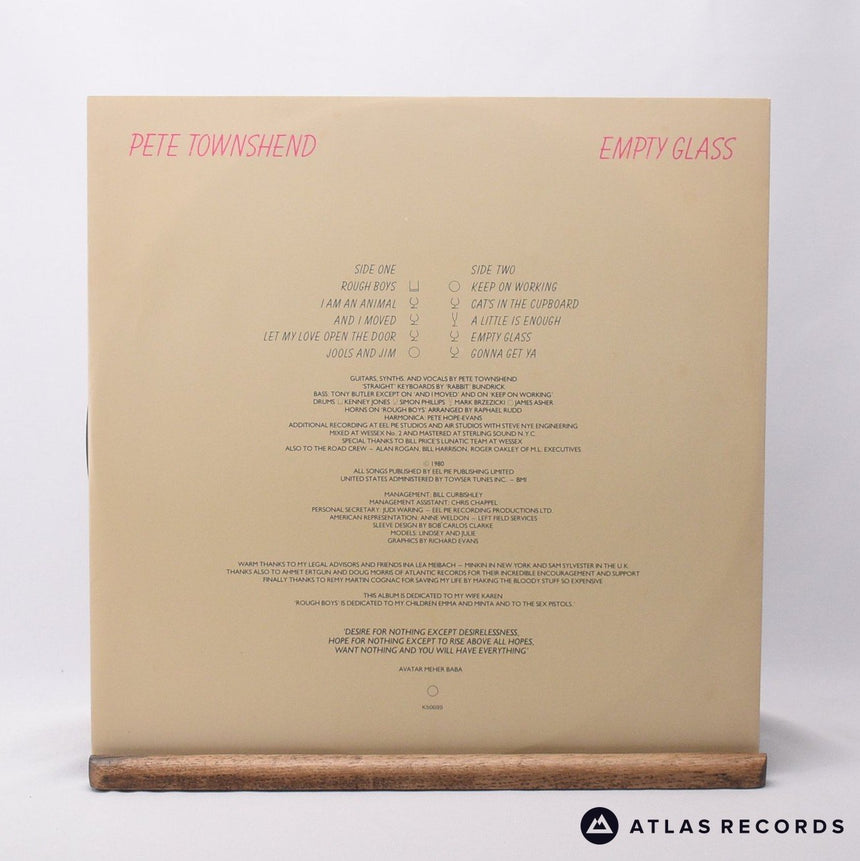 PETE TOWNSHEND
EMPTY GLASS
SIDE ONE
ROUGH BOYS
I AM AN ANIMAL
AND I MOVED
LET MY LOVE OPEN THE DOOR
JOOLS AND JIM
SIDE TWO
KEEP ON WORKING
CAT'S IN THE CUPBOARD
A LITTLE IS ENOUGH
EMPTY GLASS
GONNA GET YA
GUITARS, SYNTHS. AND VOCALS BY PETE TOWNSHEND
'STRAIGHT' KEYBOARDS BY 'RABBIT' BUNDRICK
BASS: TONY BUTLER EXCEPT ON 'AND I MOVED' AND ON 'KEEP ON WORKING'
DRUMS KENNEY JONES SIMON PHILLIPS MARK BRZEZICKI JAMES ASHER
HORNS ON 'ROUGH BOYS' ARRANGED BY RAPHAEL RUDD
HARMONICA: PETE HOPE-EVANS
ADDITIONAL RECORDING AT EEL PIE STUDIOS AND AIR STUDIOS WITH STEVE NYE ENGINEERING
MIXED AT WESSEX No. 2 AND MASTERED AT STERLING SOUND N.Y.C.
SPECIAL THANKS TO BILL PRICE'S LUNATIC TEAM AT WESSEX
ALSO TO THE ROAD CREW – ALAN ROGAN, BILL HARRISON, ROGER OAKLEY OF M.L. EXECUTIVES
© 1980
ALL SONGS PUBLISHED BY EEL PIE PUBLISHING LIMITED
UNITED STATES ADMINISTERED BY TOWSER TUNES INC. – BMI
MANAGEMENT: BILL CURBISHLEY
MANAGEMENT ASSISTANT: CHRIS CHAPPEL
PERSONAL SECRETARY: JUDI WARING – EEL PIE RECORDING PRODUCTIONS LTD.
AMERICAN REPRESENTATION: ANNE WELDON – LEFT FIELD SERVICES
SLEEVE DESIGN BY BOB CARLOS CLARKE
MODELS: LINDSEY AND JULIE
GRAPHICS BY RICHARD EVANS
WARM THANKS TO MY LEGAL ADVISORS AND FRIENDS INA LEA MEIBACH – MINKIN IN NEW YORK AND SAM SYLVESTER IN THE U.K.
THANKS ALSO TO AHMET ERTGUN AND DOUG MORRIS OF ATLANTIC RECORDS FOR THEIR INCREDIBLE ENCOURAGEMENT AND SUPPORT
FINALLY THANKS TO REMY MARTIN COGNAC FOR SAVING MY LIFE BY MAKING THE BLOODY STUFF SO EXPENSIVE
THIS ALBUM IS DEDICATED TO MY WIFE KAREN
'ROUGH BOYS' IS DEDICATED TO MY CHILDREN EMMA AND MINTA AND TO THE SEX PISTOLS.
'DESIRE FOR NOTHING EXCEPT DESIRELESSNESS,
HOPE FOR NOTHING EXCEPT TO RISE ABOVE ALL HOPES,
WANT NOTHING AND YOU WILL HAVE EVERYTHING'
AVATAR MEHER BABA
ATLAS RECORDS